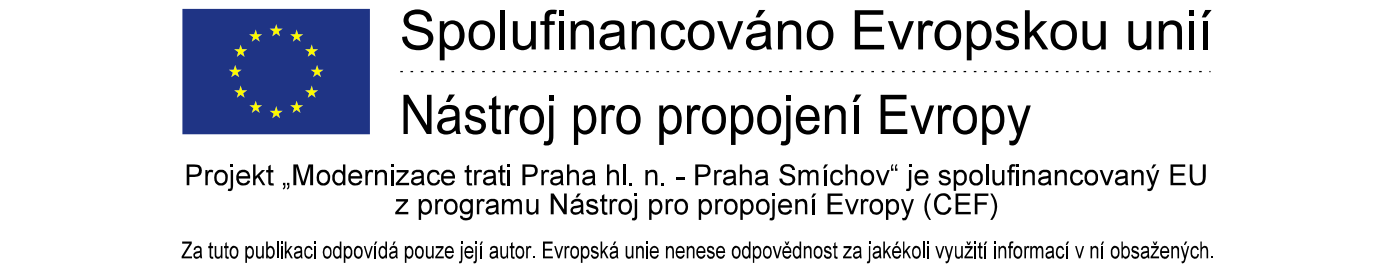 Spolufinancováno Evropskou unií
Nástroj pro propojení Evropy
Projekt „Modernizace trati Praha hl. n. - Praha Smíchov“ je spolufinancovaný EU
z programu Nástroj pro propojení Evropy (CEF)
Za tuto publikaci odpovídá pouze její autor. Evropská unie nenese odpovědnost za jakékoli využití informací v ní obsažených.